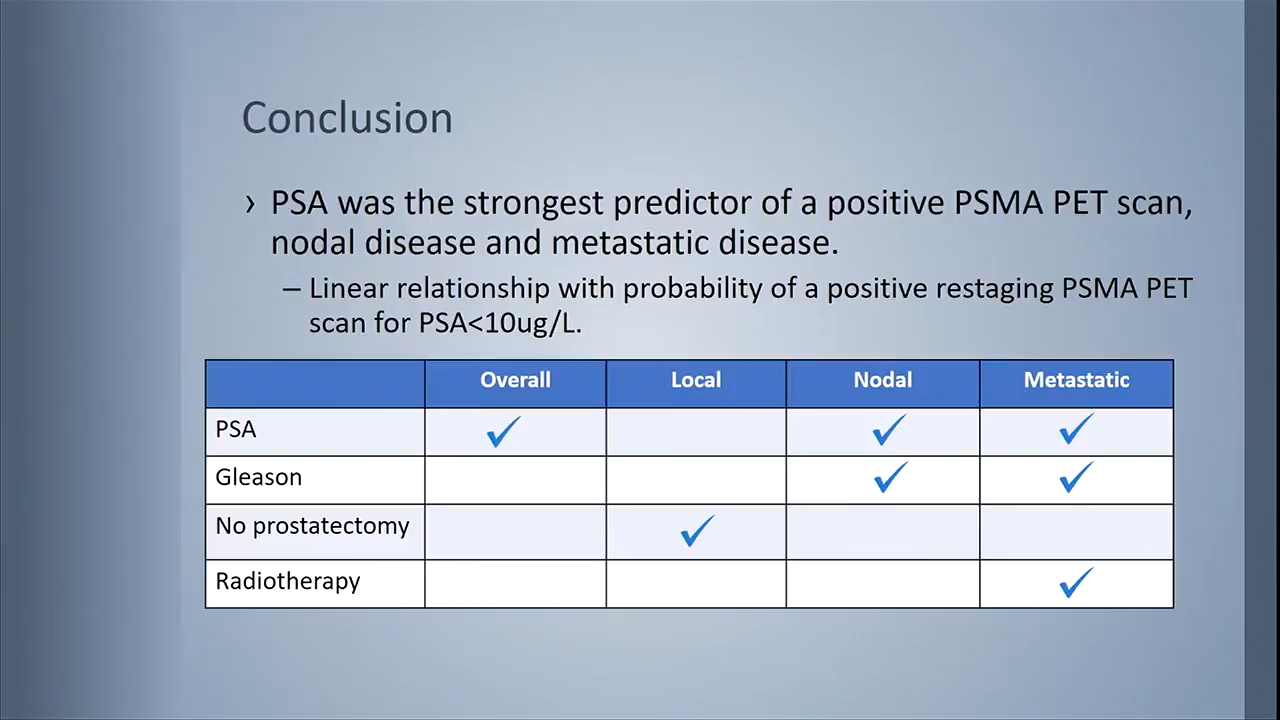 Conclusion
› PSA was the strongest predictor of a positive PSMA PET scan,
nodal disease and metastatic disease.
– Linear relationship with probability of a positive restaging PSMA PET
scan for PSA<10ug/L.
Overall Local Nodal Metastatic
PSA ✓ ✓ ✓
Gleason ✓ ✓
No prostatectomy ✓
Radiotherapy ✓